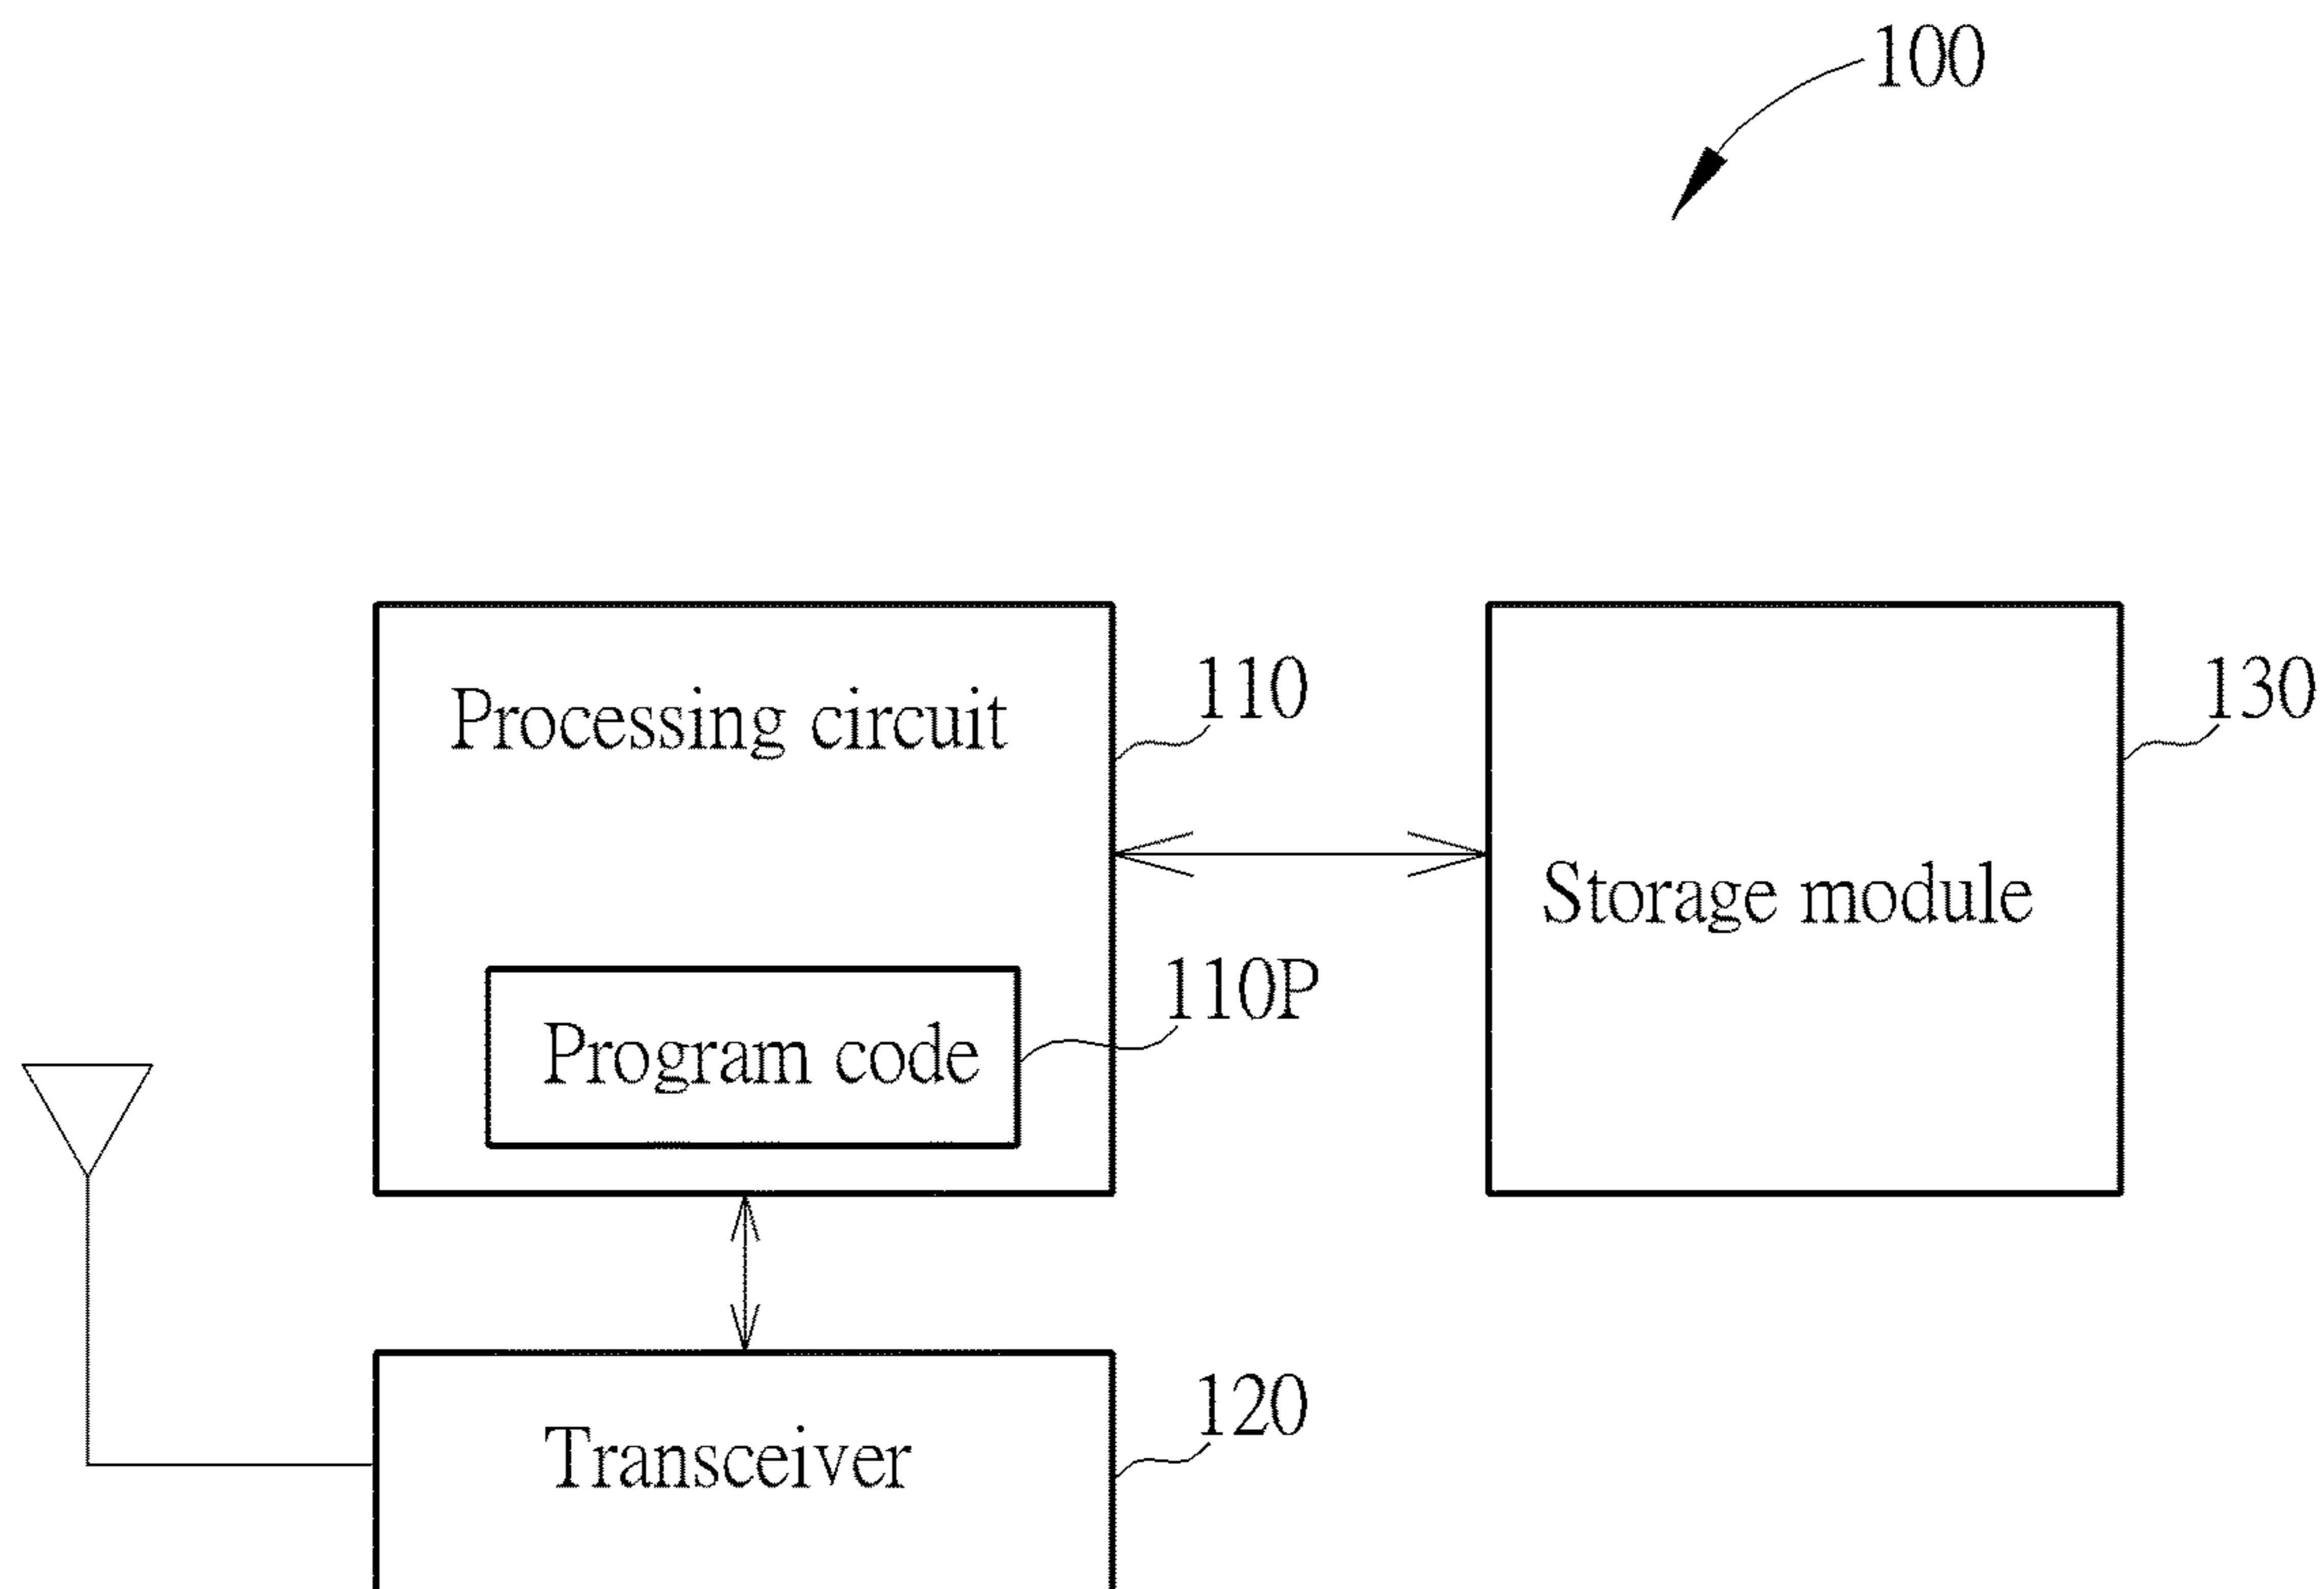 100
Processing circuit
110
130
Storage module
110P
Program code
120
Transceiver